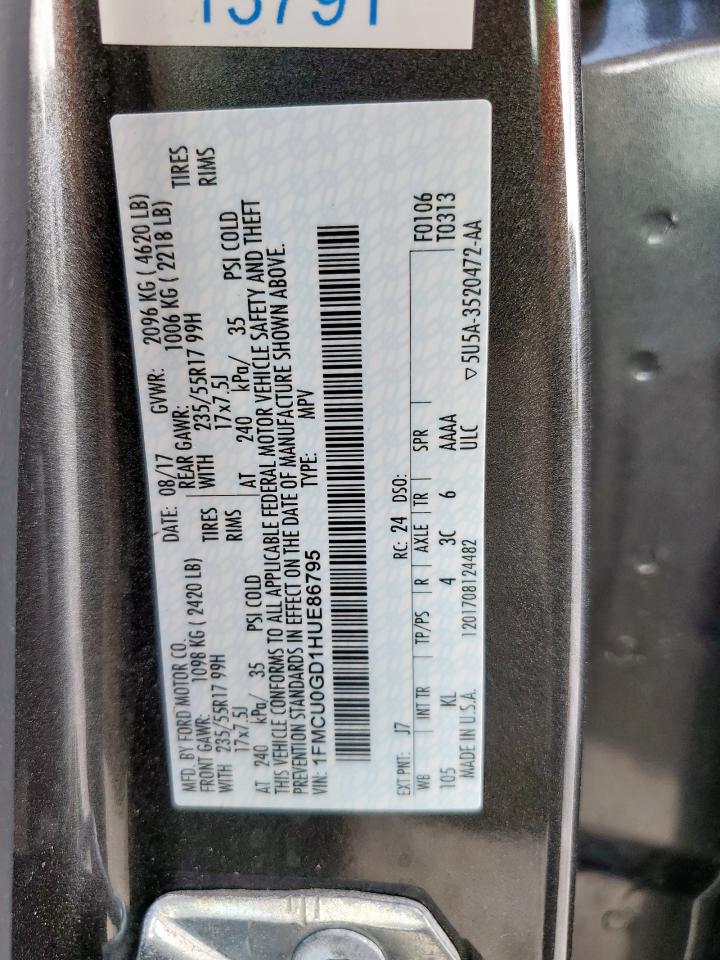 13791
MFD. BY FORD MOTOR CO. DATE: 08/17 GVWR: 2096 KG ( 4620 LB)
FRONT GAWR: 1098 KG ( 2420 LB) REAR GAWR: 1006 KG ( 2218 LB)
WITH 235/55R17 99H TIRES WITH 235/55R17 99H TIRES
17x7.5J RIMS 17x7.5J RIMS
AT 240 kPa/ 35 PSI COLD AT 240 kPa/ 35 PSI COLD
THIS VEHICLE CONFORMS TO ALL APPLICABLE FEDERAL MOTOR VEHICLE SAFETY AND THEFT
PREVENTION STANDARDS IN EFFECT ON THE DATE OF MANUFACTURE SHOWN ABOVE.
VIN: 1FMCU0GD1HUE86795 TYPE: MPV
EXT PNT: J7 RC: 24 DSO: F0106
WB INT TR TP/PS R AXLE TR SPR T0313
105 KL 4 3C 6 AAAA
MADE IN U.S.A. 1201708124482 ULC ▽5U5A-3520472-AA